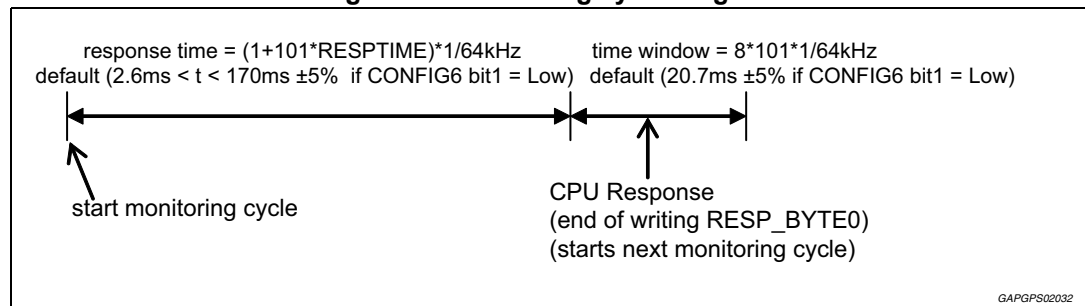 response time = (1+101*RESPTIME)*1/64kHz
default (2.6ms < t < 170ms ±5%  if CONFIG6 bit1 = Low)
time window = 8*101*1/64kHz
default (20.7ms ±5% if CONFIG6 bit1 = Low)
start monitoring cycle
CPU Response
(end of writing RESP_BYTE0)
(starts next monitoring cycle)
GAPGPS02032